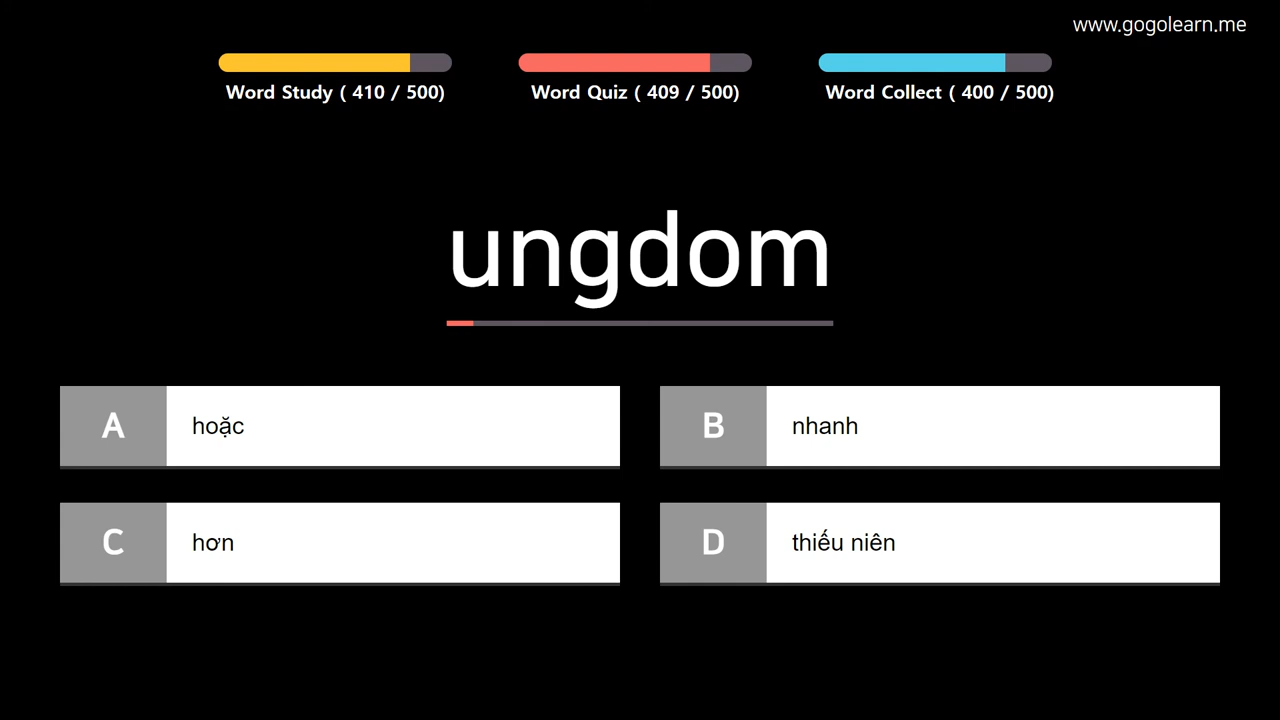 www.gogolearn.me
Word Study ( 410 / 500)
Word Quiz ( 409 / 500)
Word Collect ( 400 / 500)
ungdom
A hoặc
B nhanh
C hơn
D thiếu niên